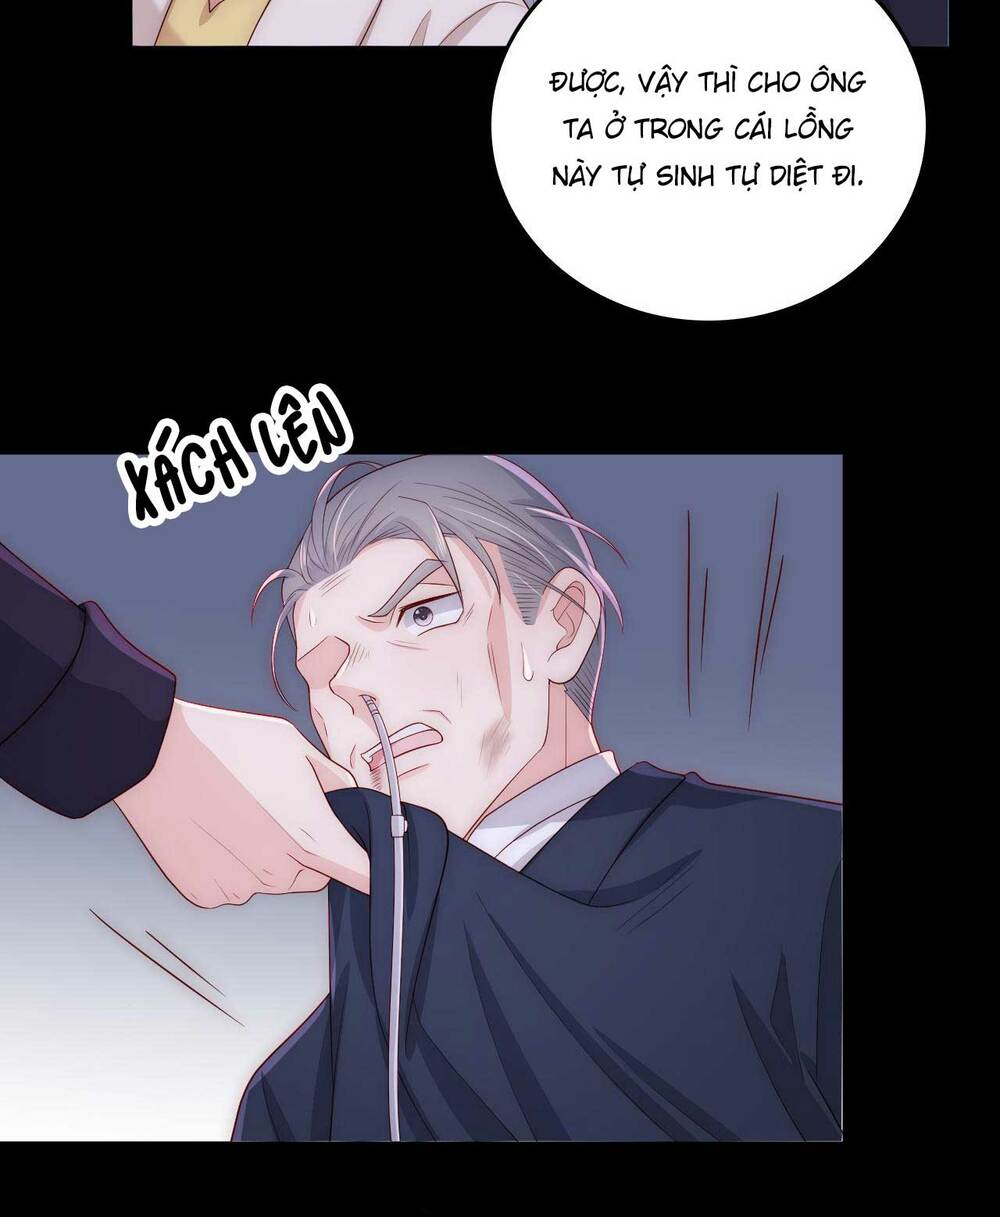 ĐƯỢC, VẬY THÌ CHO ÔNG
TA Ở TRONG CÁI LỒNG
NÀY TỰ SINH TỰ DIỆT ĐI.
XÁCH LÊN